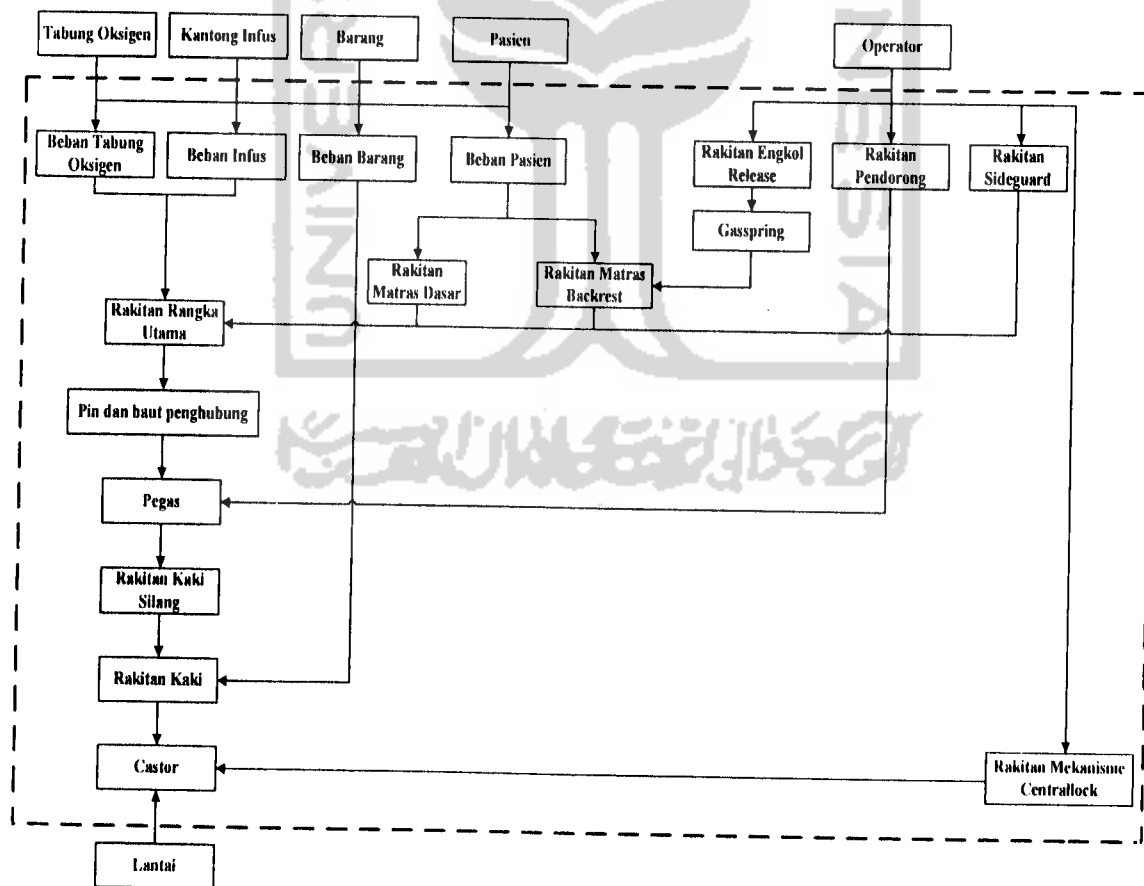 Tabung Oksigen
Kantong Infus
Barang
Pasien
Operator
Beban Tabung
Oksigen
Beban Infus
Beban Barang
Beban Pasien
Rakitan Engkol
Release
Rakitan
Pendorong
Rakitan
Sideguard
Gasspring
Rakitan
Matras Dasar
Rakitan Matras
Backrest
Rakitan Rangka
Utama
Pin dan baut penghubung
Pegas
Rakitan Kaki
Silang
Rakitan Kaki
Castor
Rakitan Mekanisme
Centrallock
Lantai